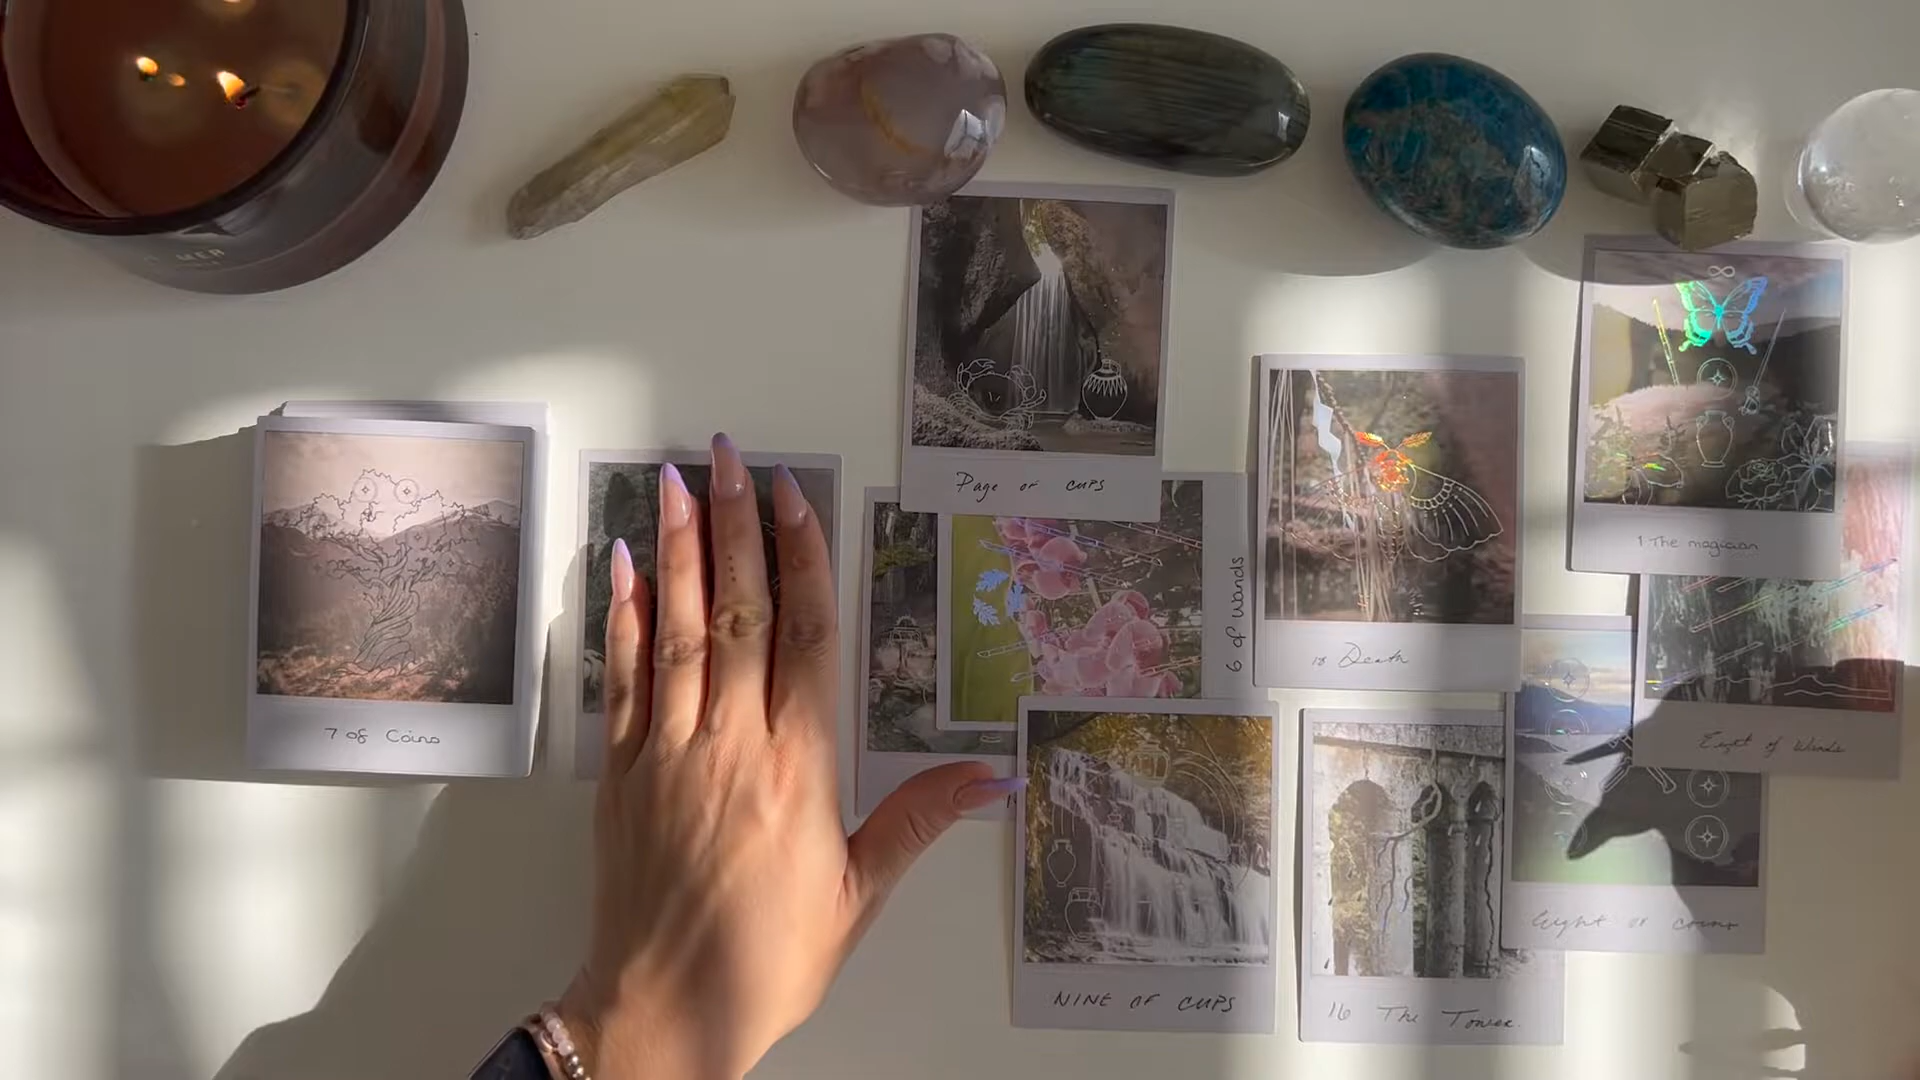 MER
Page of cups
6 of Wands
13 Death
1 The magician
7 of Coins
Eight of Wands
Eight of coins
NINE OF CUPS
16 The Tower.